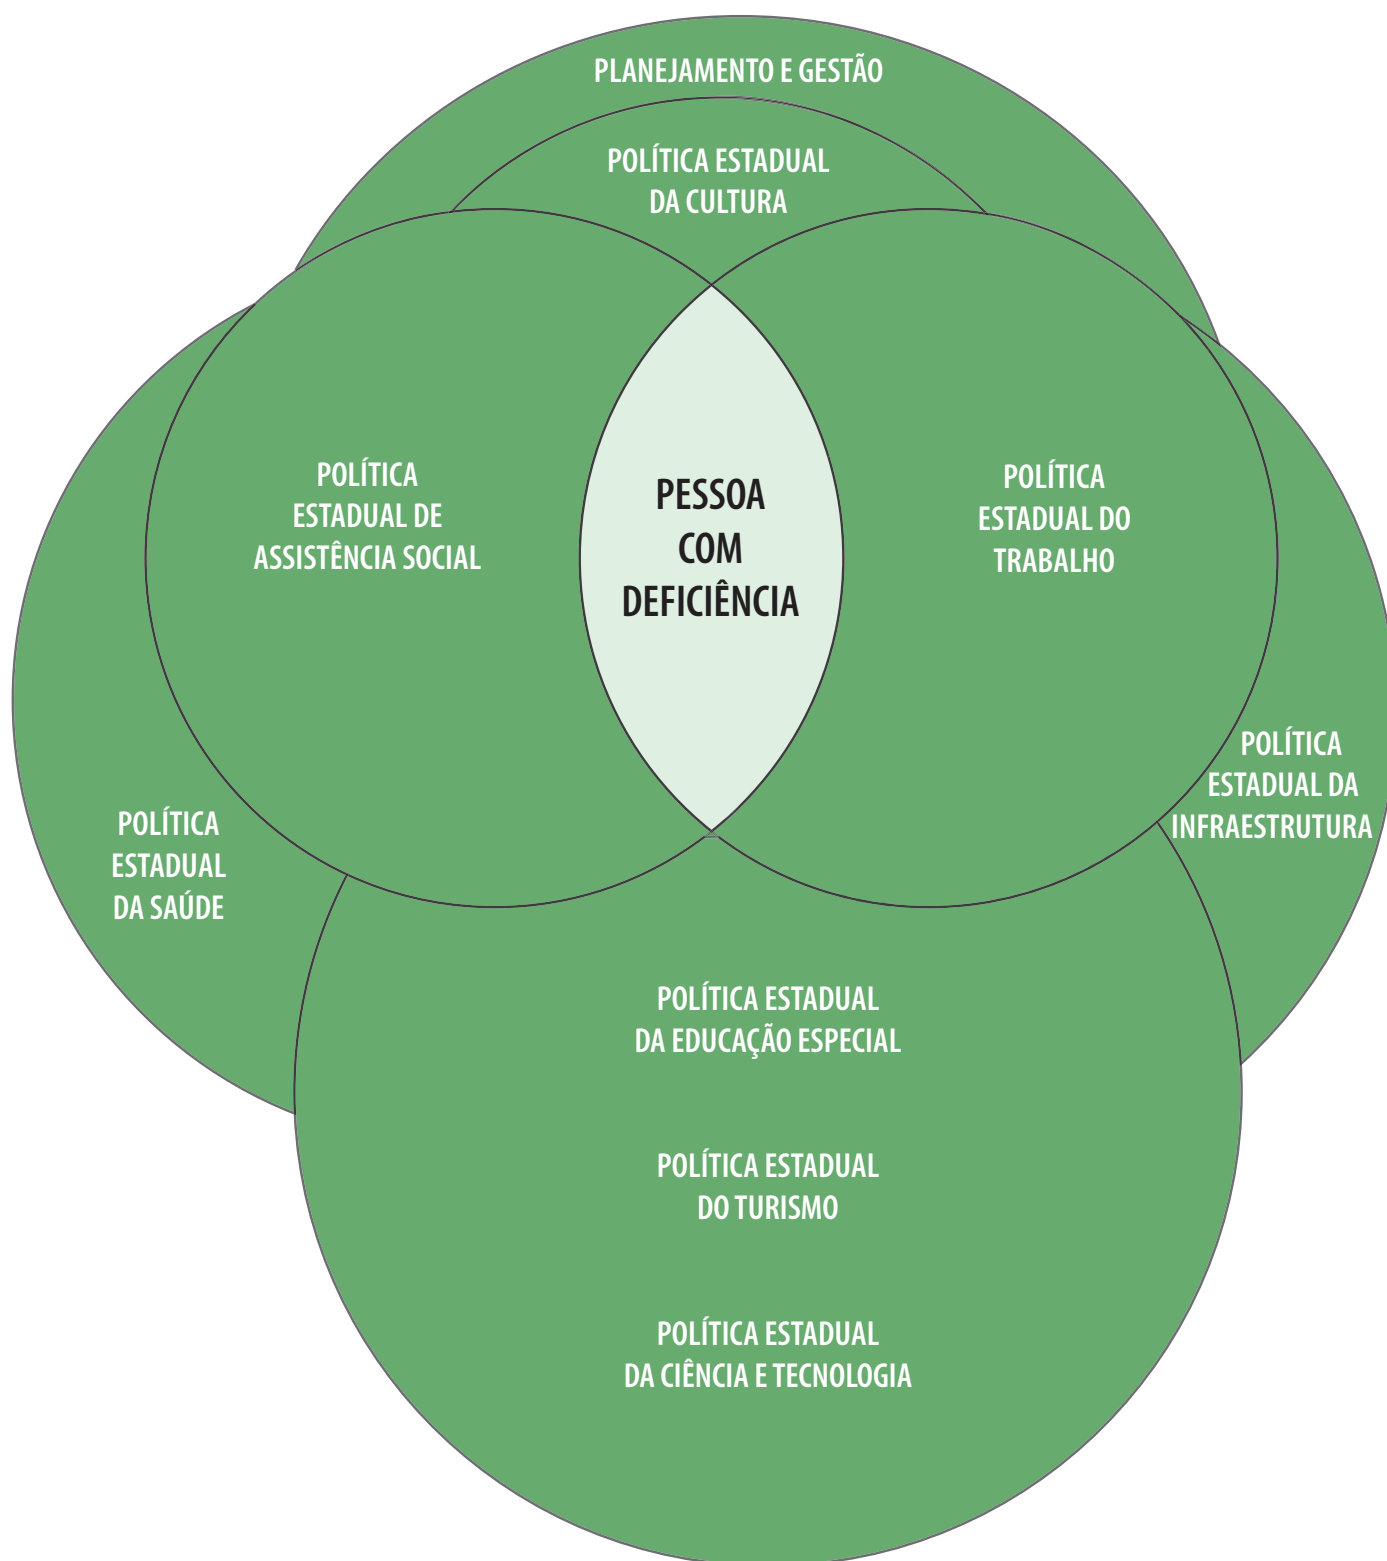 PLANEJAMENTO E GESTÃO
POLÍTICA ESTADUAL
DA CULTURA
POLÍTICA
ESTADUAL DE
ASSISTÊNCIA SOCIAL
PESSOA
COM
DEFICIÊNCIA
POLÍTICA
ESTADUAL DO
TRABALHO
POLÍTICA
ESTADUAL DA
INFRAESTRUTURA
POLÍTICA
ESTADUAL
DA SAÚDE
POLÍTICA ESTADUAL
DA EDUCAÇÃO ESPECIAL
POLÍTICA ESTADUAL
DO TURISMO
POLÍTICA ESTADUAL
DA CIÊNCIA E TECNOLOGIA